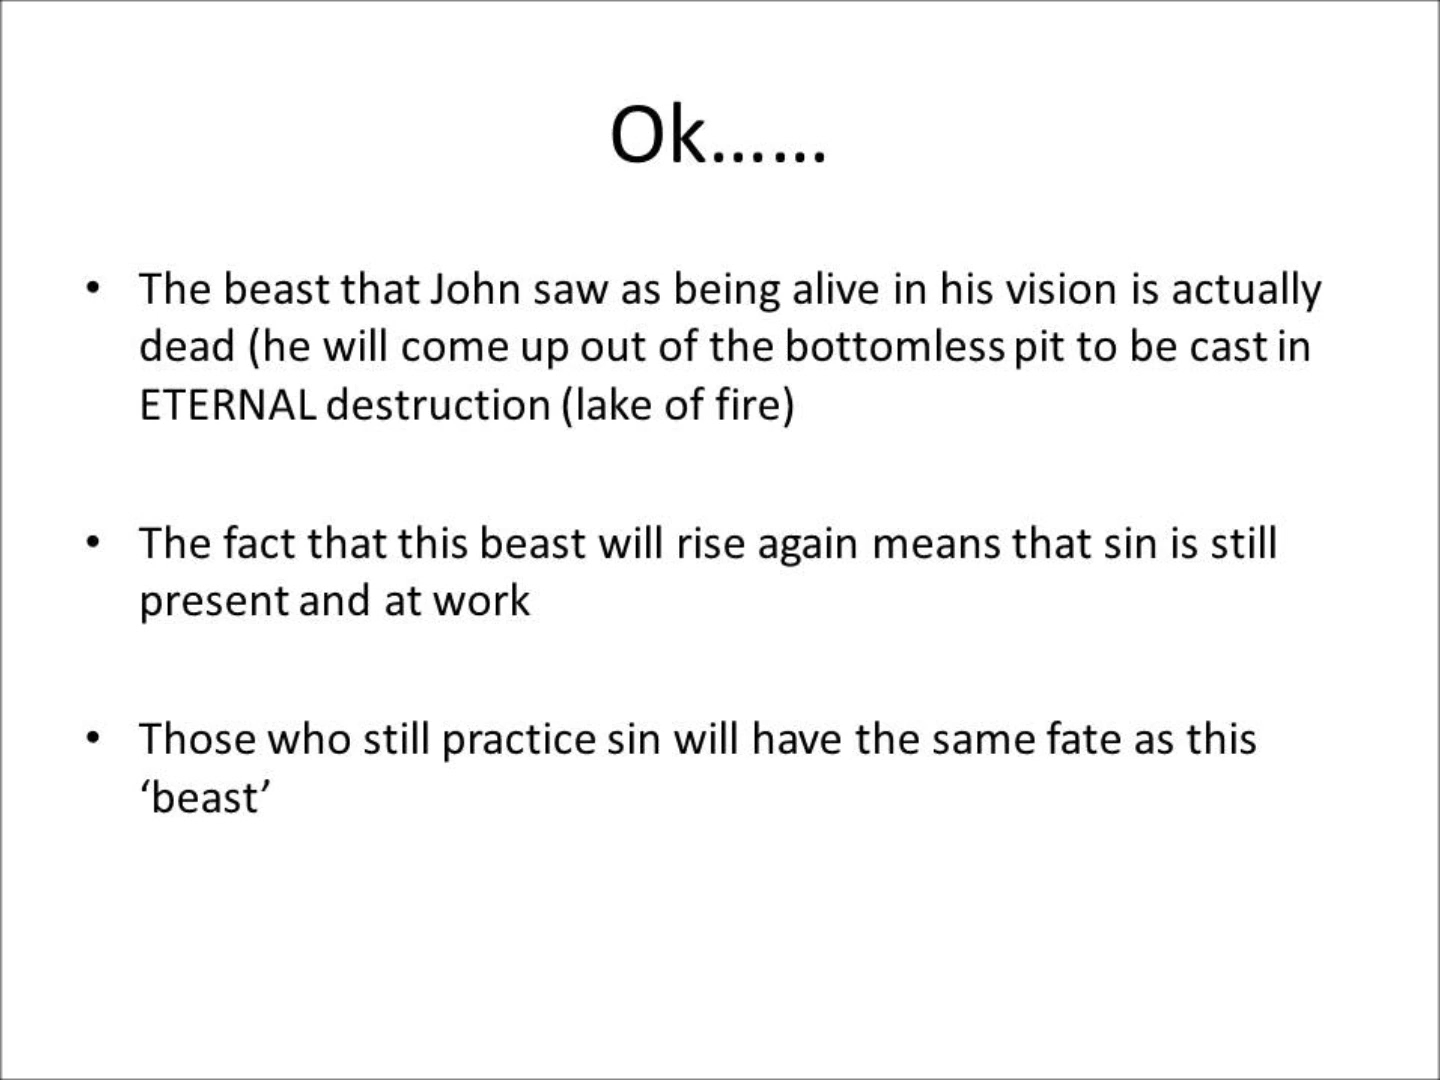 Ok……
• The beast that John saw as being alive in his vision is actually
dead (he will come up out of the bottomless pit to be cast in
ETERNAL destruction (lake of fire)
• The fact that this beast will rise again means that sin is still
present and at work
• Those who still practice sin will have the same fate as this
‘beast’